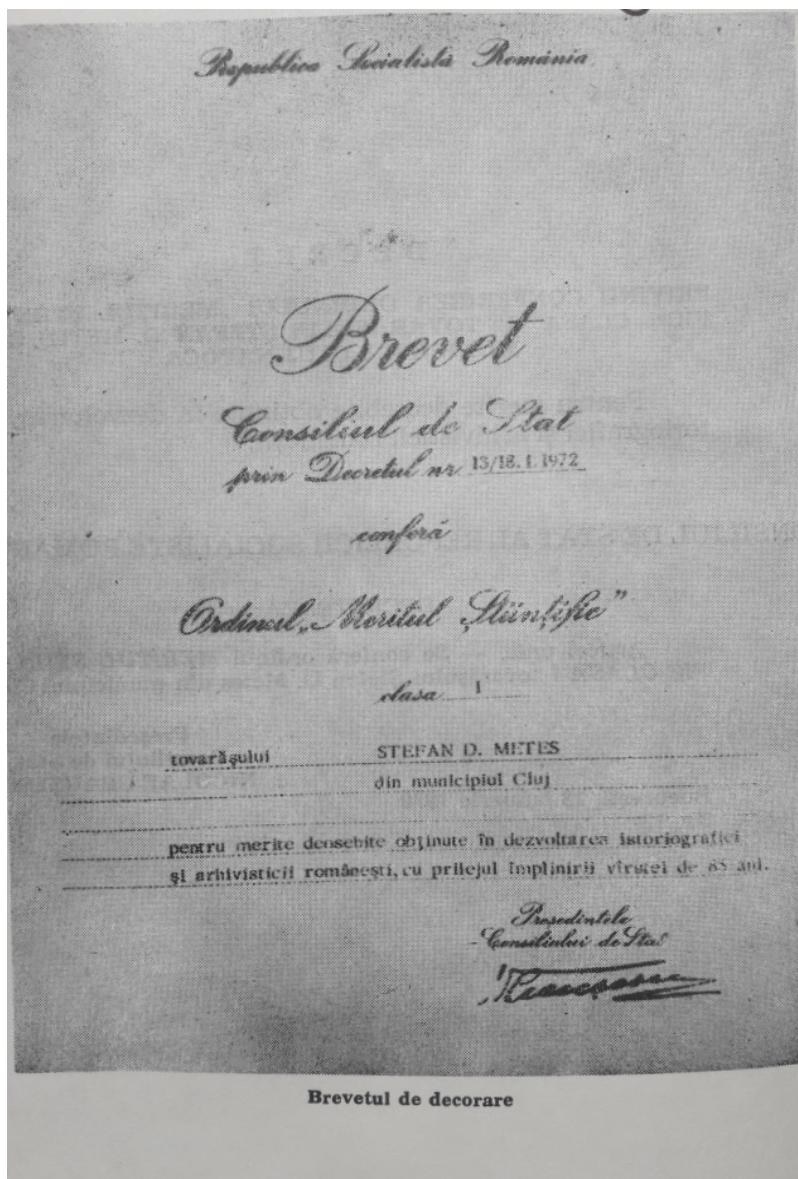 Republica Socialistă România
Brevet
Consiliul de Stat
prin Decretul nr. 13/18.I.1972
conferă
Ordinul „Meritul Științific”
clasa I
tovarășului STEFAN D. METES
din municipiul Cluj
pentru merite deosebite obținute în dezvoltarea istoriografiei
și arhivisticii românești, cu prilejul împlinirii vîrstei de 85 ani.
Președintele
Consiliului de Stat
Brevetul de decorare